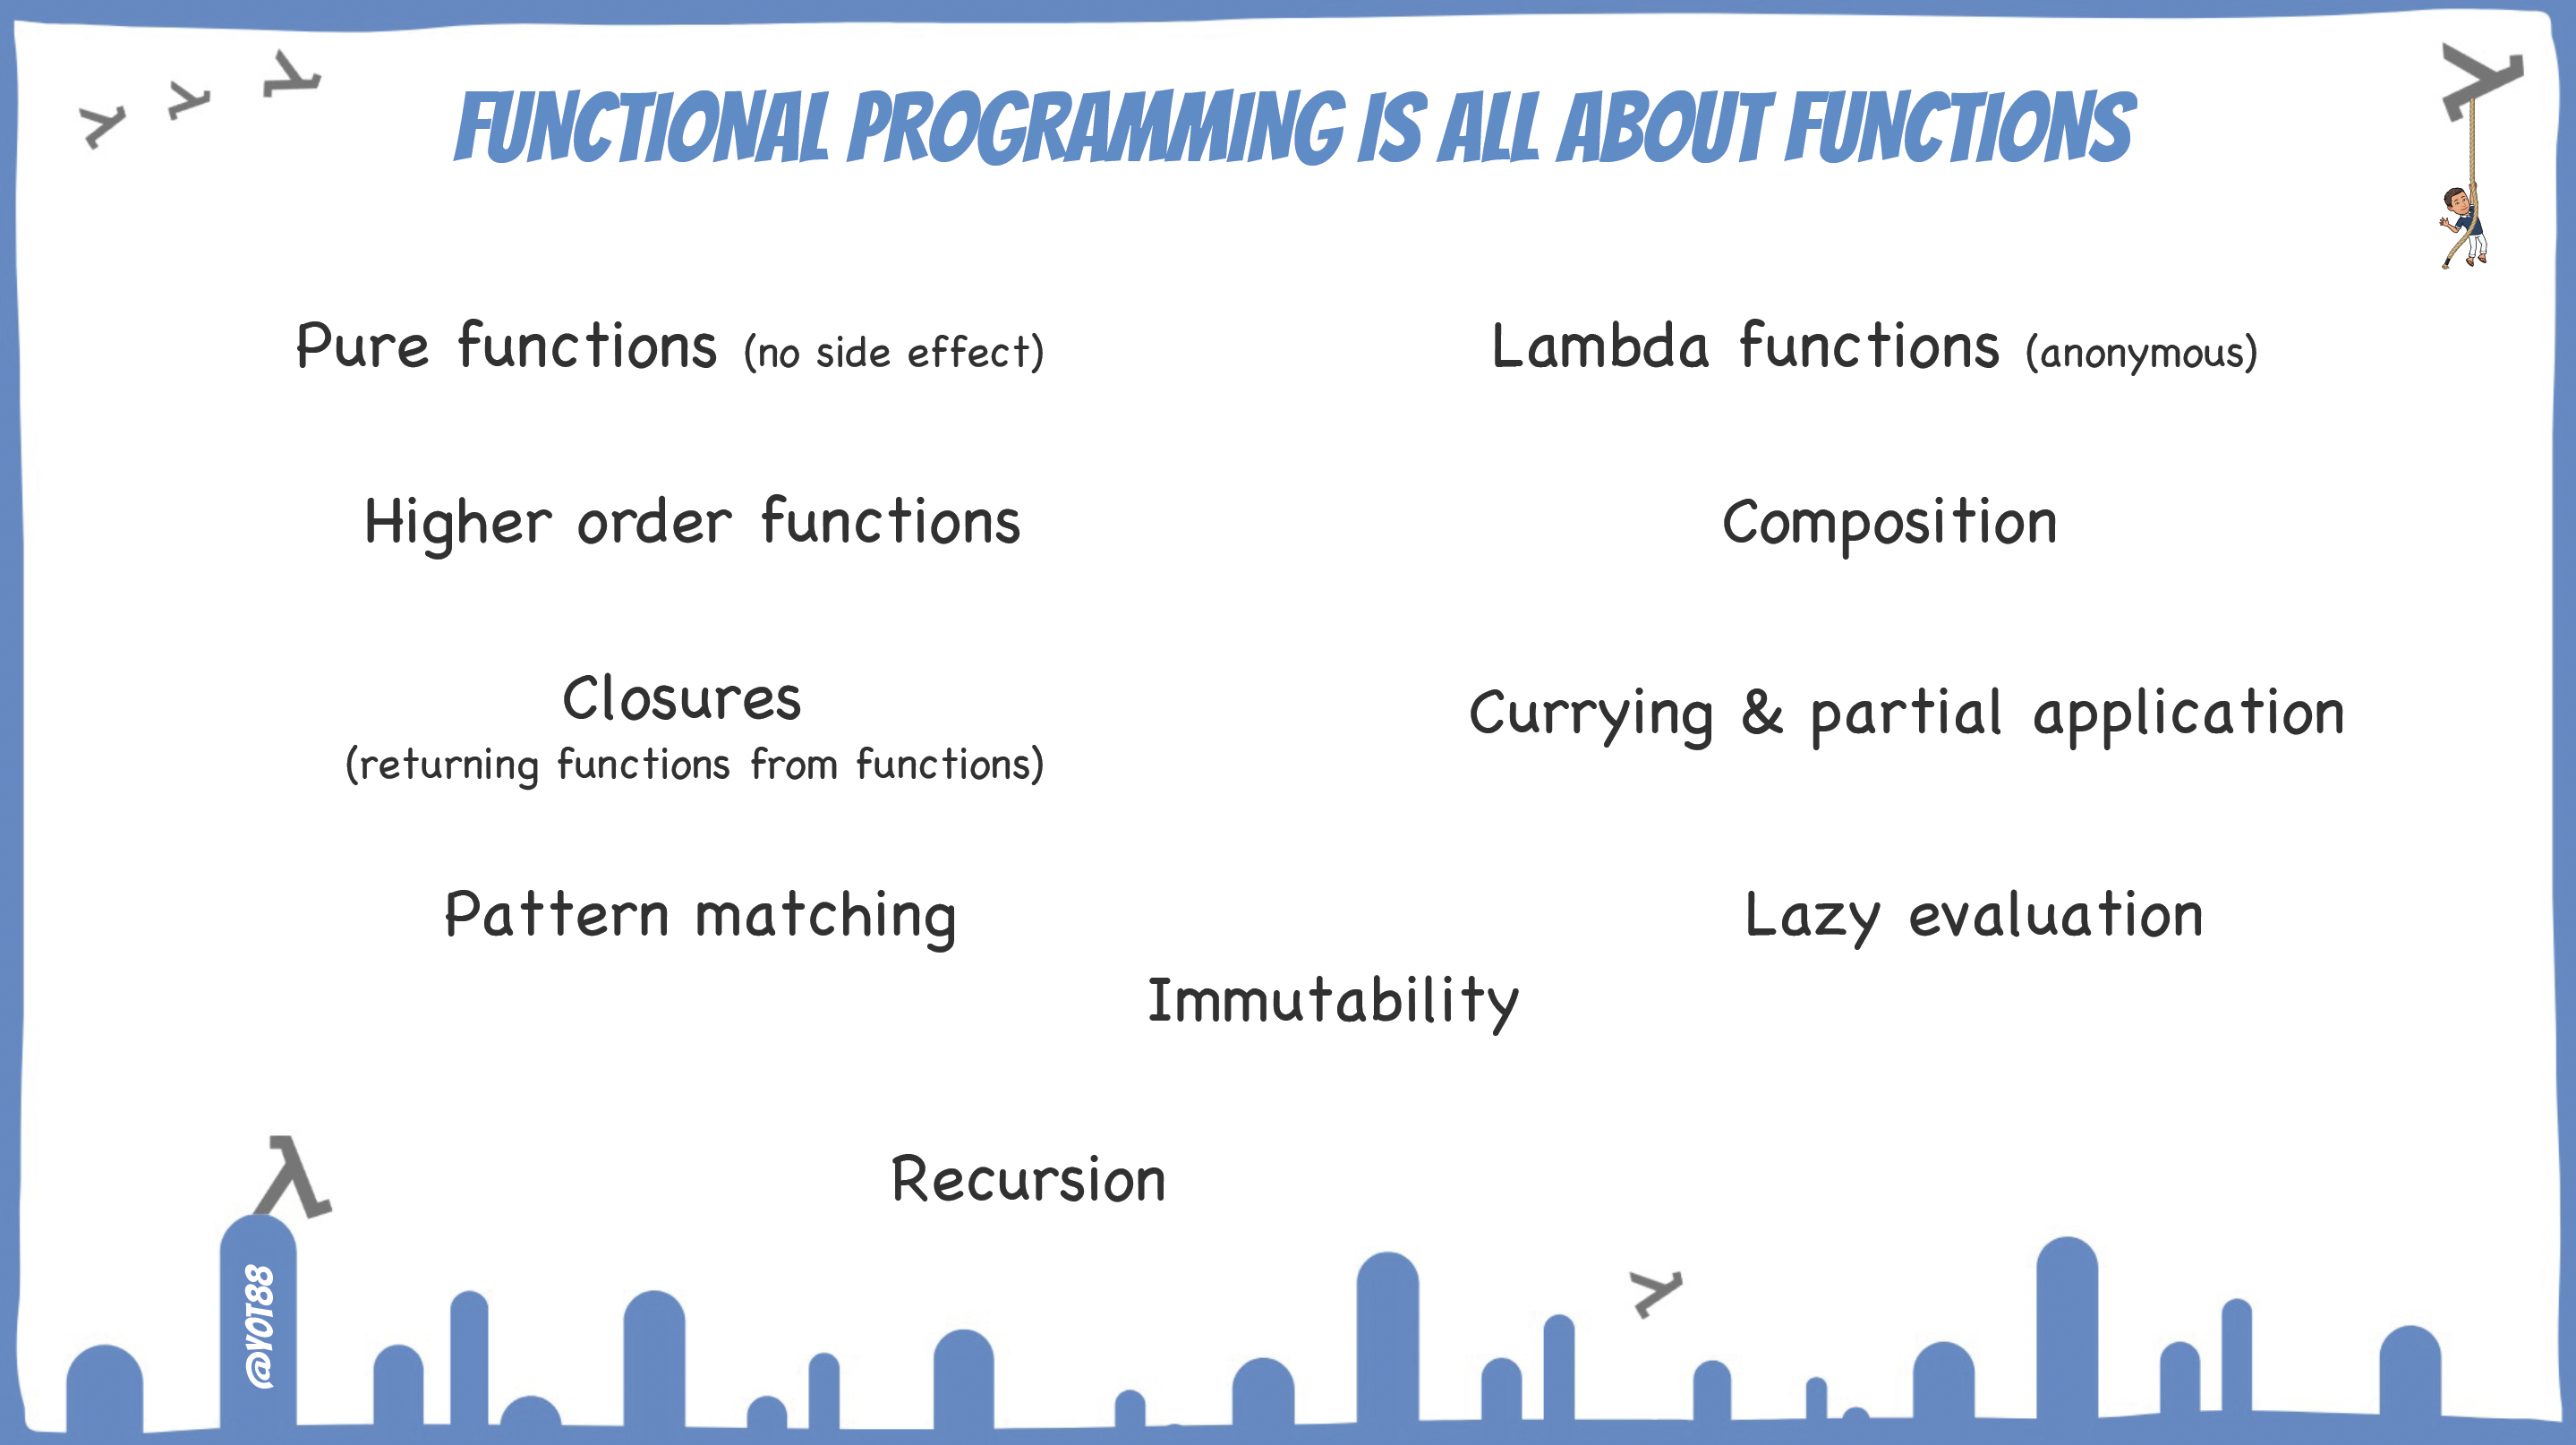 FUNCTIONAL PROGRAMMING IS ALL ABOUT FUNCTIONS
Pure functions (no side effect)
Lambda functions (anonymous)
Higher order functions
Composition
Closures
(returning functions from functions)
Currying & partial application
Pattern matching
Lazy evaluation
Immutability
Recursion
@YOT88